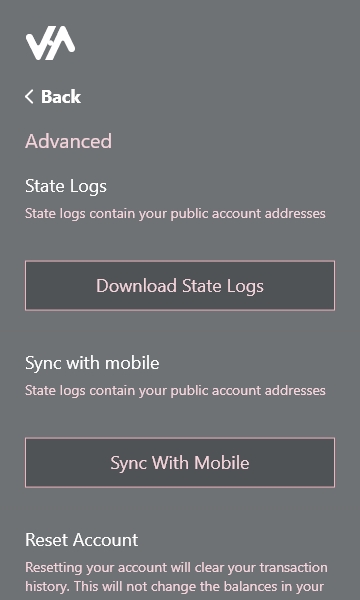 Back
Advanced
State Logs
State logs contain your public account addresses
Download State Logs
Sync with mobile
State logs contain your public account addresses
Sync With Mobile
Reset Account
Resetting your account will clear your transaction
history. This will not change the balances in your